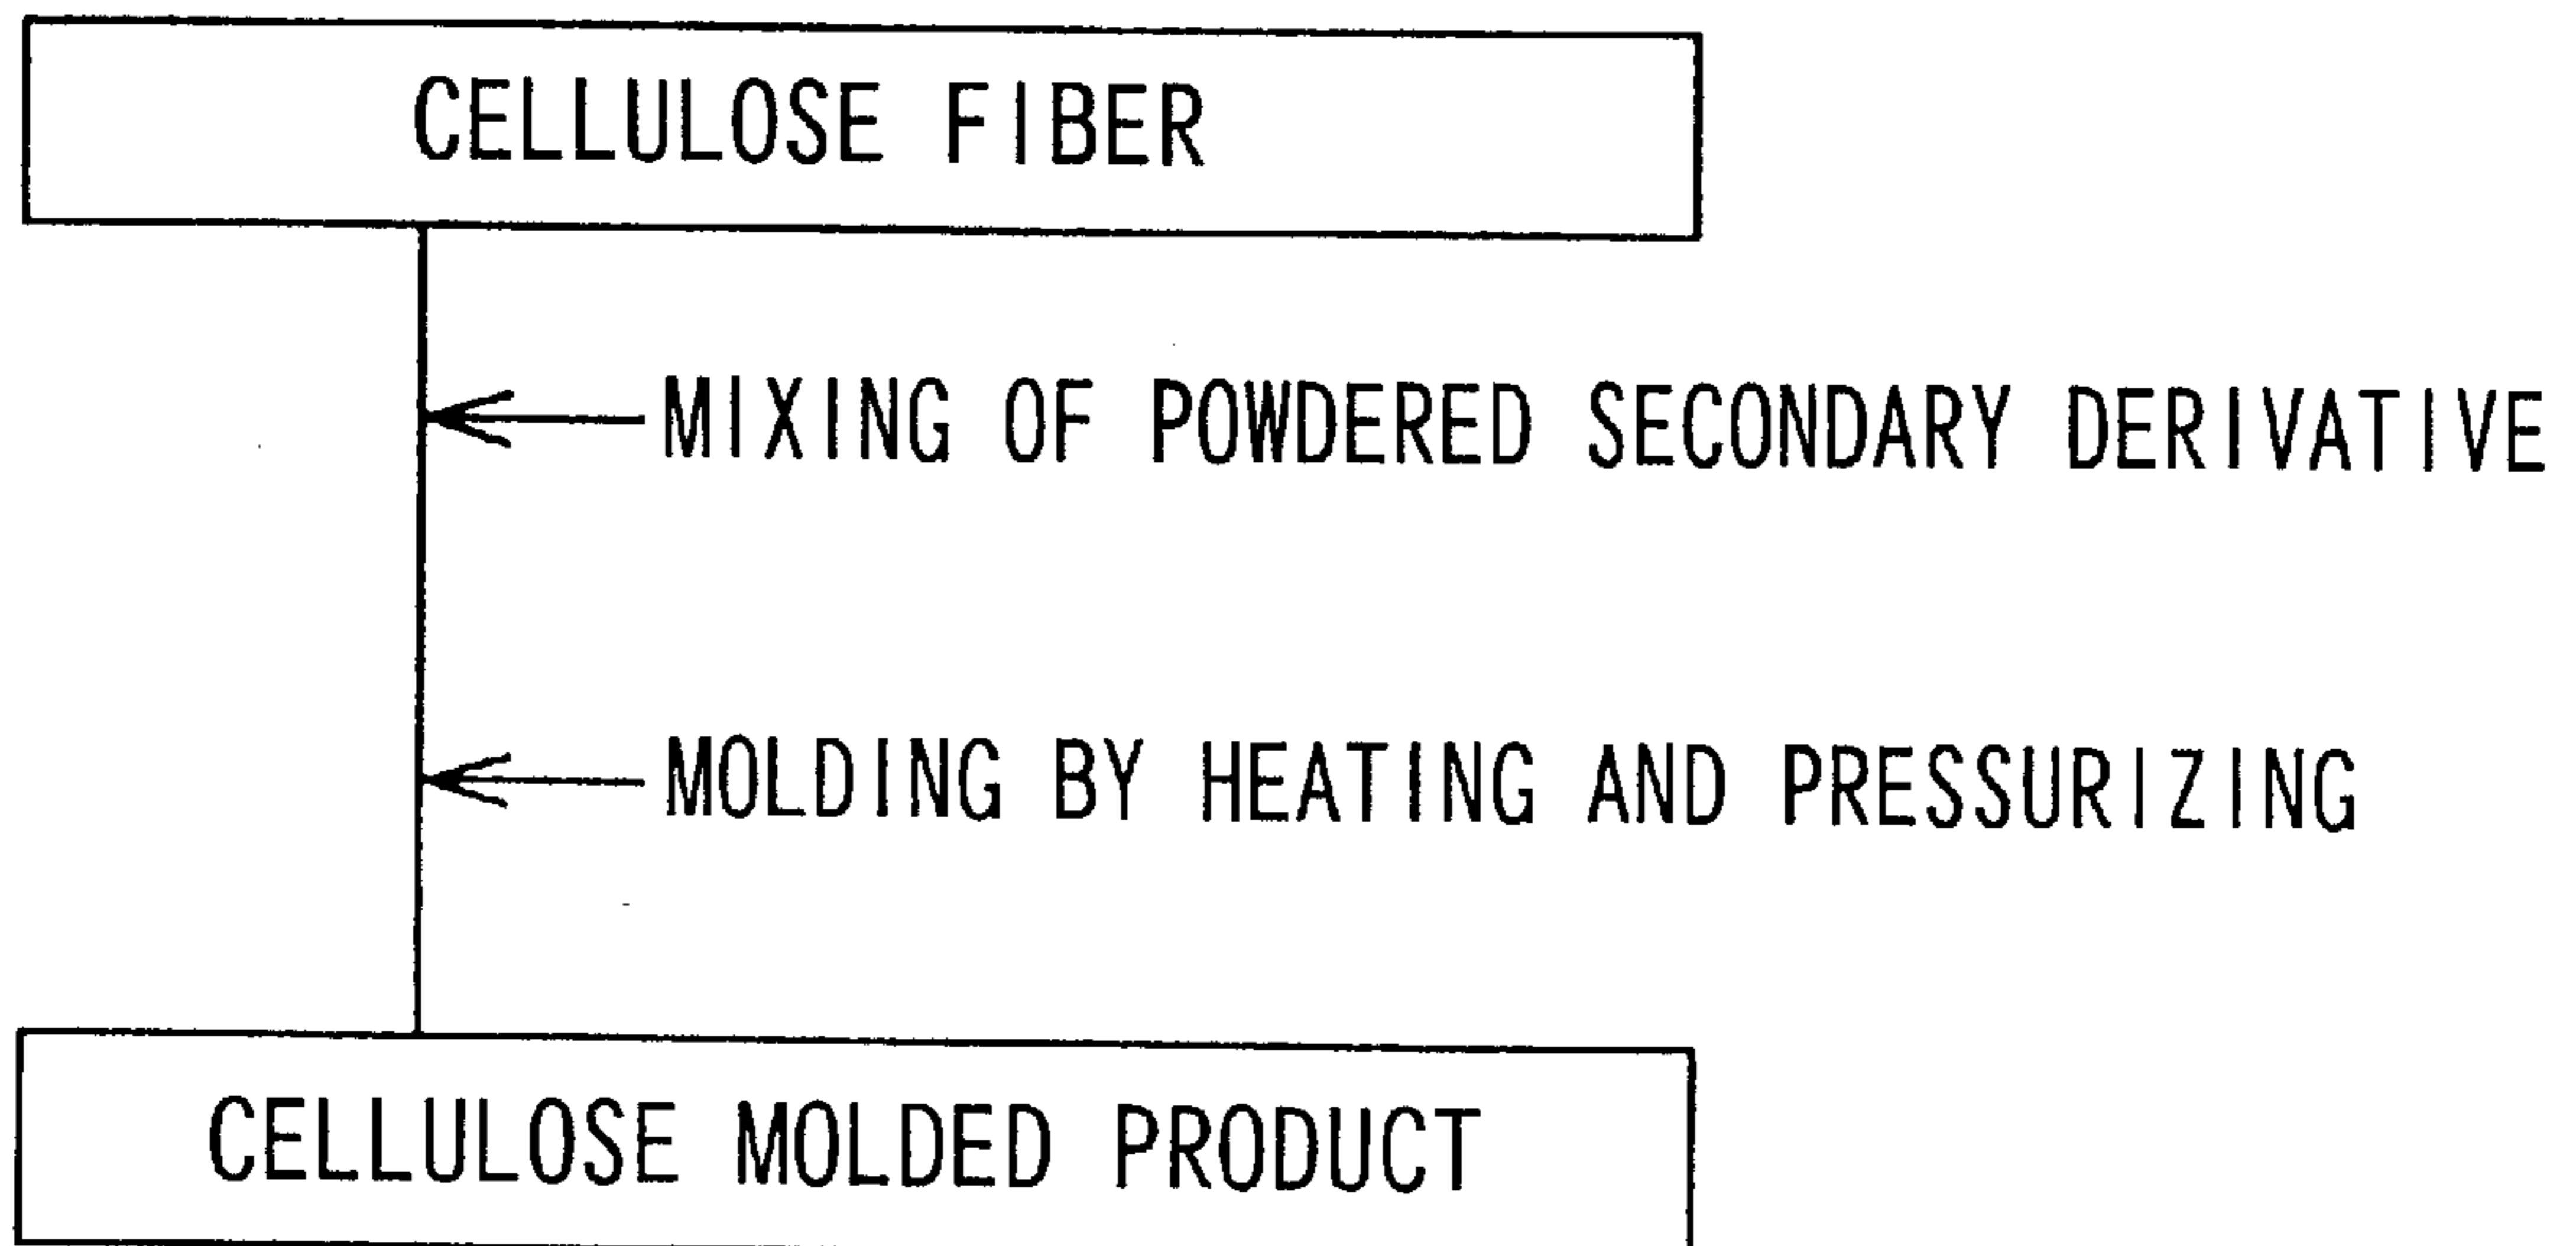 CELLULOSE FIBER
MIXING OF POWDERED SECONDARY DERIVATIVE
MOLDING BY HEATING AND PRESSURIZING
CELLULOSE MOLDED PRODUCT